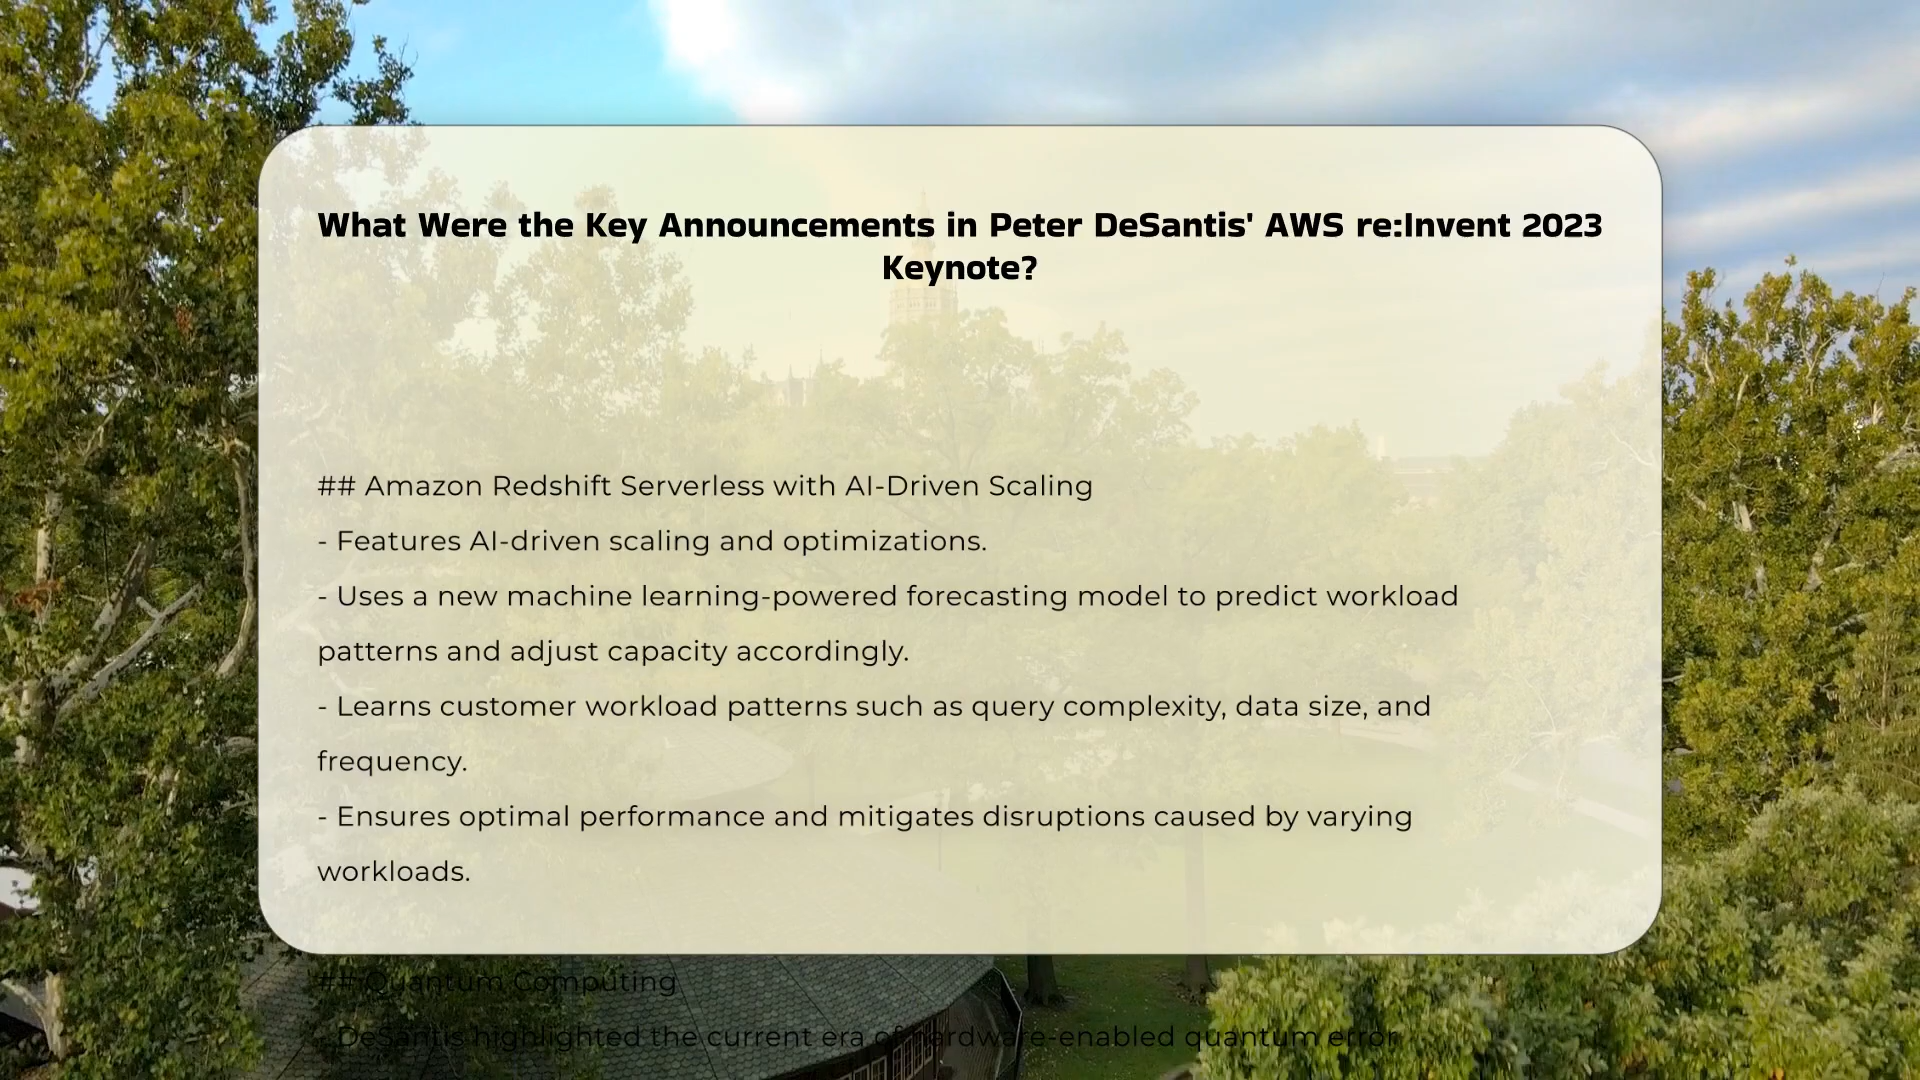 What Were the Key Announcements in Peter DeSantis' AWS re:Invent 2023
Keynote?
## Amazon Redshift Serverless with AI-Driven Scaling
- Features AI-driven scaling and optimizations.
- Uses a new machine learning-powered forecasting model to predict workload
patterns and adjust capacity accordingly.
- Learns customer workload patterns such as query complexity, data size, and
frequency.
- Ensures optimal performance and mitigates disruptions caused by varying
workloads.
## Quantum Computing
- DeSantis highlighted the current era of hardware-enabled quantum error